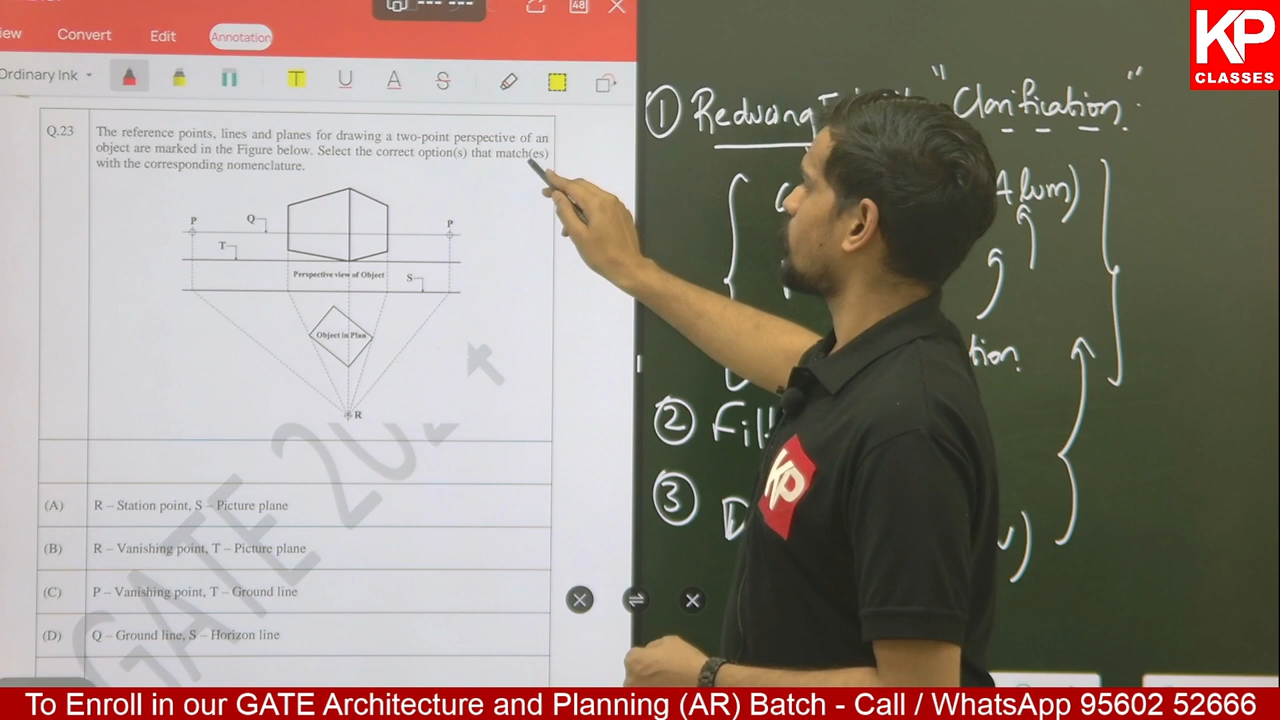 48
iew Convert Edit Annotation
Ordinary Ink
T U A S
KP
CLASSES
Q.23 The reference points, lines and planes for drawing a two-point perspective of an
object are marked in the Figure below. Select the correct option(s) that match(es)
with the corresponding nomenclature.
P Q P
T
Perspective view of Object S
Object in Plan
R
(A) R – Station point, S – Picture plane
(B) R – Vanishing point, T – Picture plane
(C) P – Vanishing point, T – Ground line
(D) Q – Ground line, S – Horizon line
① Reducing "Clarification"
②
③
KP
To Enroll in our GATE Architecture and Planning (AR) Batch - Call / WhatsApp 95602 52666